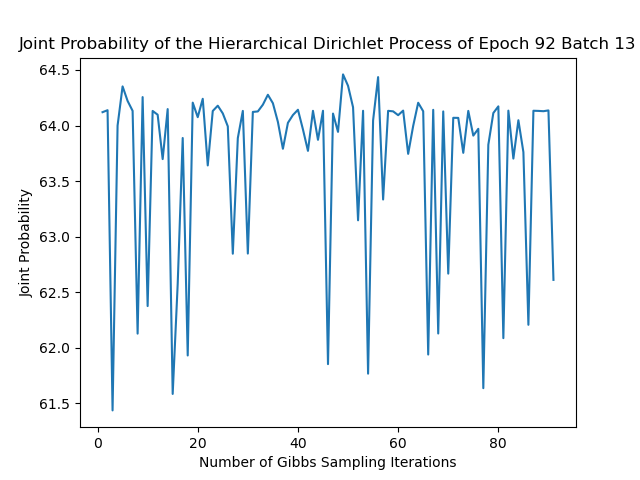 Joint Probability of the Hierarchical Dirichlet Process of Epoch 92 Batch 13
64.5
64.0
63.5
63.0
62.5
62.0
61.5
Joint Probability
0 20 40 60 80
Number of Gibbs Sampling Iterations